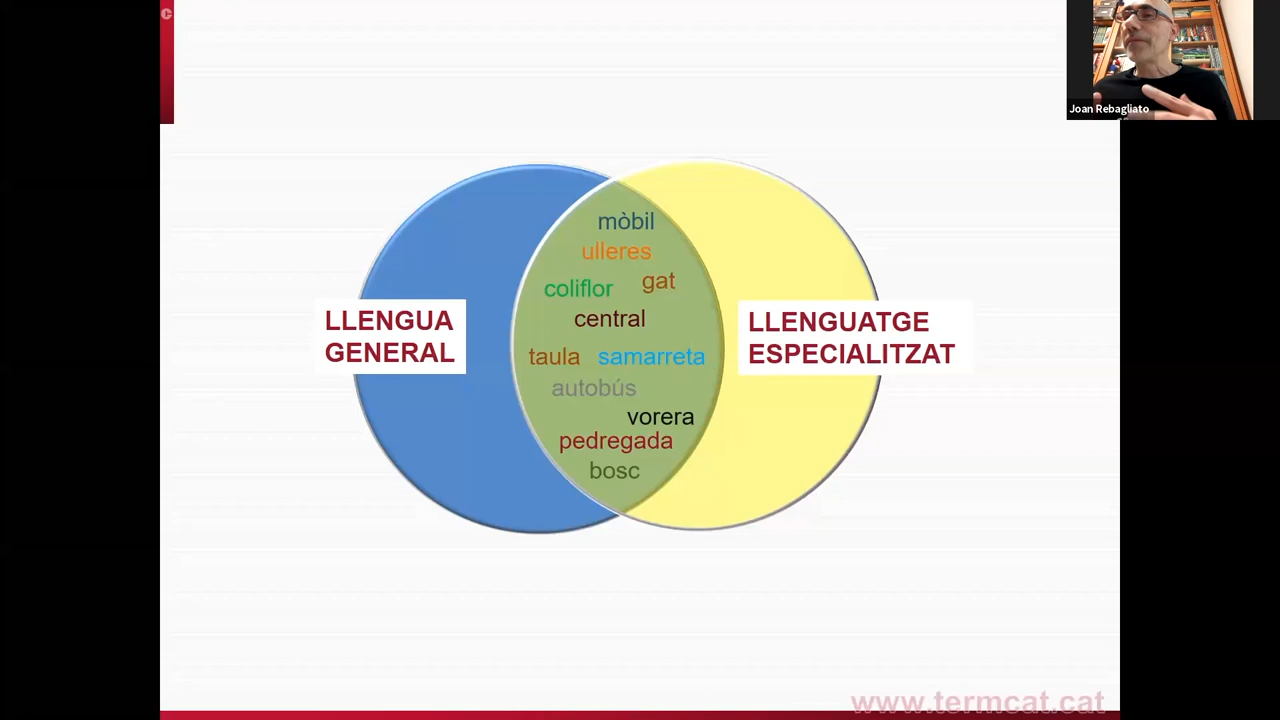 Joan Rebagliato
mòbil
ulleres
gat
coliflor
central
LLENGUA
GENERAL
LLENGUATGE
ESPECIALITZAT
taula samarreta
autobús
vorera
pedregada
bosc
www.termcat.cat